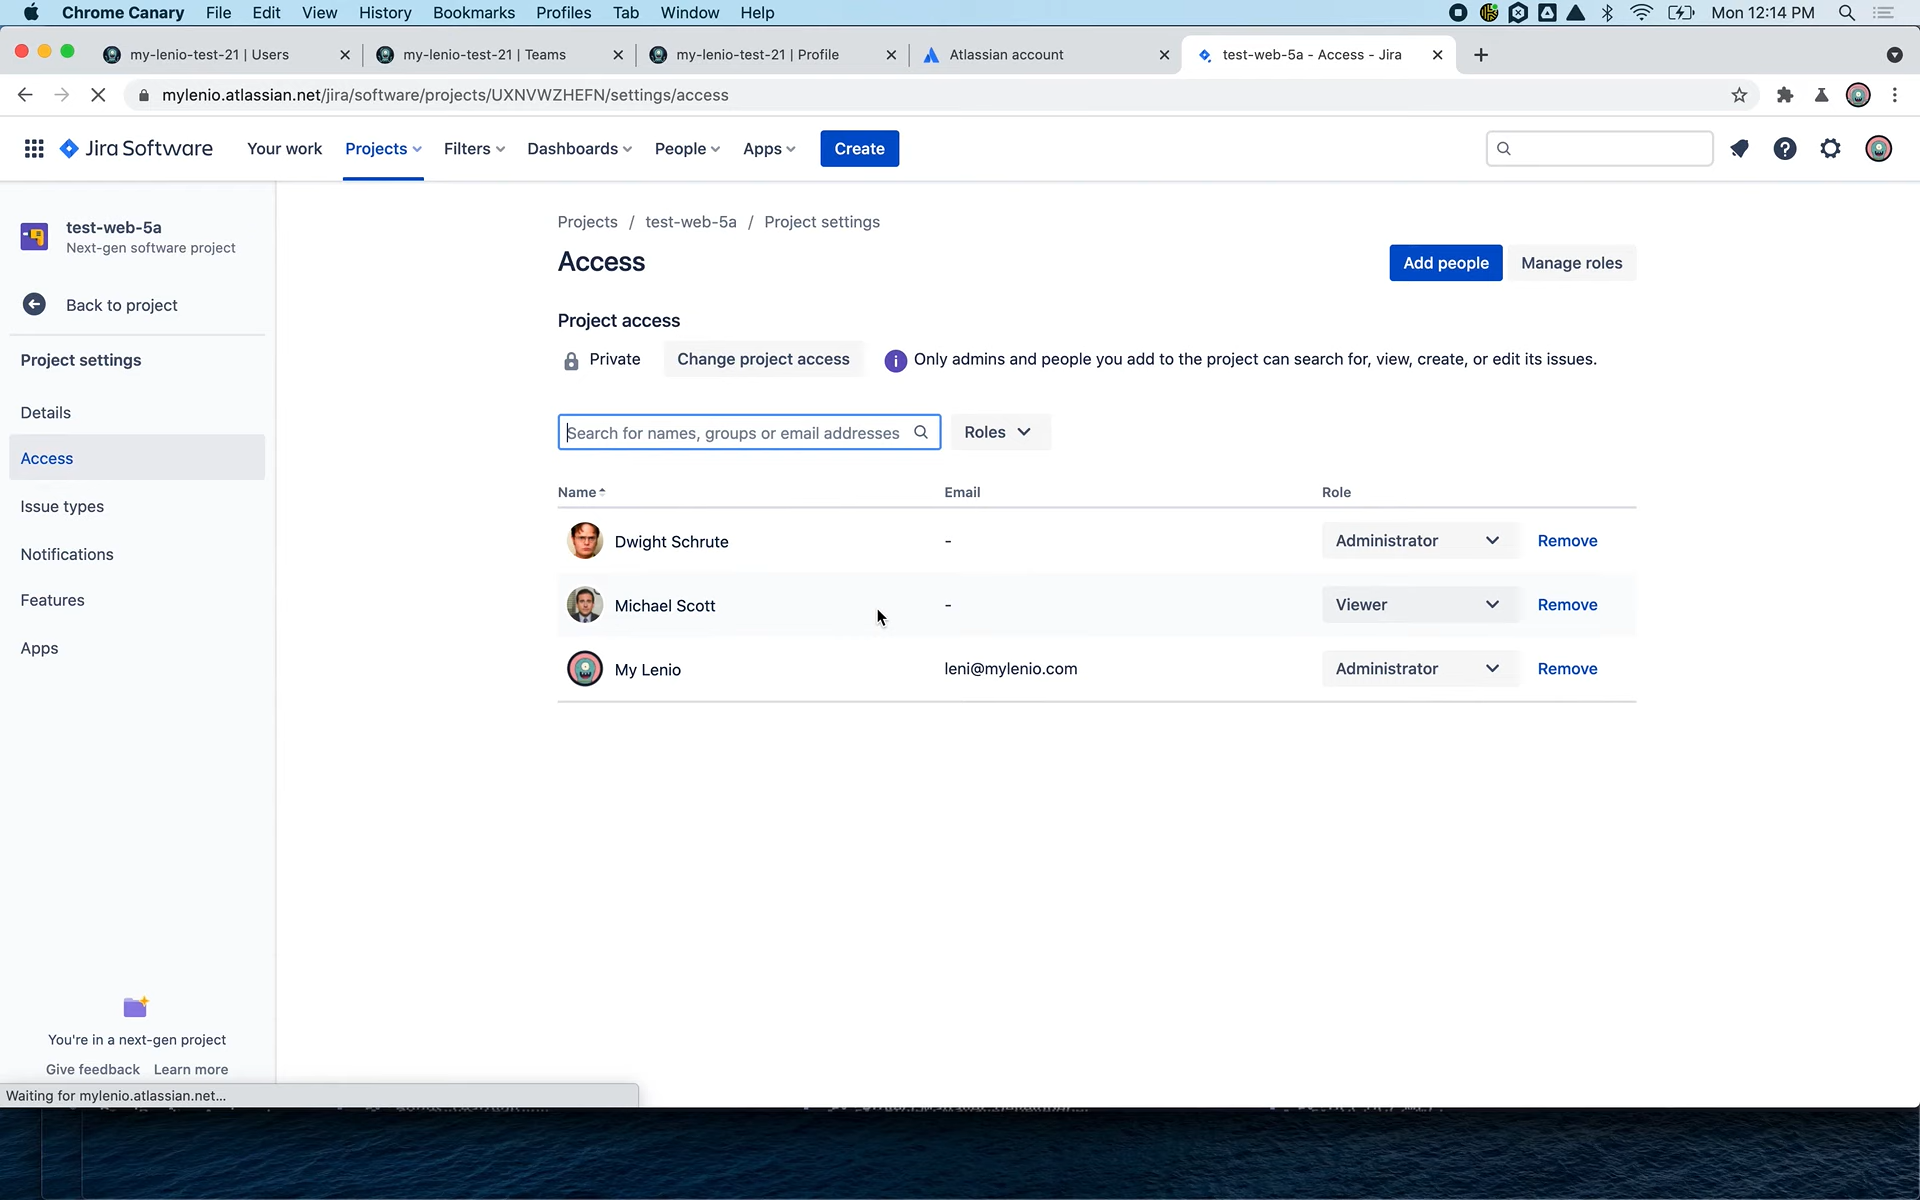 Chrome Canary File Edit View History Bookmarks Profiles Tab Window Help Mon 12:14 PM
my-lenio-test-21 | Users my-lenio-test-21 | Teams my-lenio-test-21 | Profile Atlassian account test-web-5a - Access - Jira
mylenio.atlassian.net/jira/software/projects/UXNVWZHEFN/settings/access
Jira Software Your work Projects Filters Dashboards People Apps Create
test-web-5a
Next-gen software project
Back to project
Project settings
Details
Access
Issue types
Notifications
Features
Apps
You're in a next-gen project
Give feedback Learn more
Waiting for mylenio.atlassian.net...
Projects / test-web-5a / Project settings
Access
Add people Manage roles
Project access
Private Change project access Only admins and people you add to the project can search for, view, create, or edit its issues.
Search for names, groups or email addresses Roles
Name Email Role
Dwight Schrute - Administrator Remove
Michael Scott - Viewer Remove
My Lenio leni@mylenio.com Administrator Remove